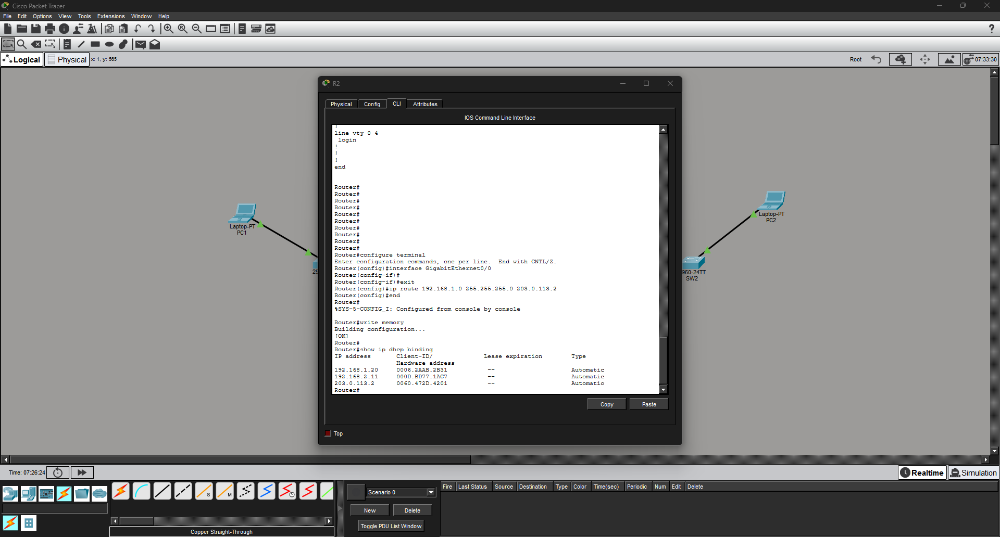 Cisco Packet Tracer
File Edit Options View Tools Extensions Window Help
Logical Physical x: 1, y: 565 Root 07:33:30
R2
Physical Config CLI Attributes
IOS Command Line Interface
!
line vty 0 4
login
!
!
!
end
Router#
Router#
Router#
Router#
Router#
Router#
Router#
Router#
Router#
Router#
Router#configure terminal
Enter configuration commands, one per line. End with CNTL/Z.
Router(config)#interface GigabitEthernet0/0
Router(config-if)#
Router(config-if)#exit
Router(config)#ip route 192.168.1.0 255.255.255.0 203.0.113.2
Router(config)#end
Router#
%SYS-5-CONFIG_I: Configured from console by console
Router#write memory
Building configuration...
[OK]
Router#
Router#show ip dhcp binding
IP address Client-ID/ Lease expiration Type
Hardware address
192.168.1.20 0006.2AAB.2B31 -- Automatic
192.168.2.11 000D.BD77.1AC7 -- Automatic
203.0.113.2 0060.472D.4201 -- Automatic
Router#
Copy Paste
Top
Laptop-PT
PC1
29
Laptop-PT
PC2
960-24TT
SW2
Time: 07:26:24
Realtime Simulation
S M
Copper Straight-Through
Scenario 0
New Delete
Toggle PDU List Window
Fire Last Status Source Destination Type Color Time(sec) Periodic Num Edit Delete